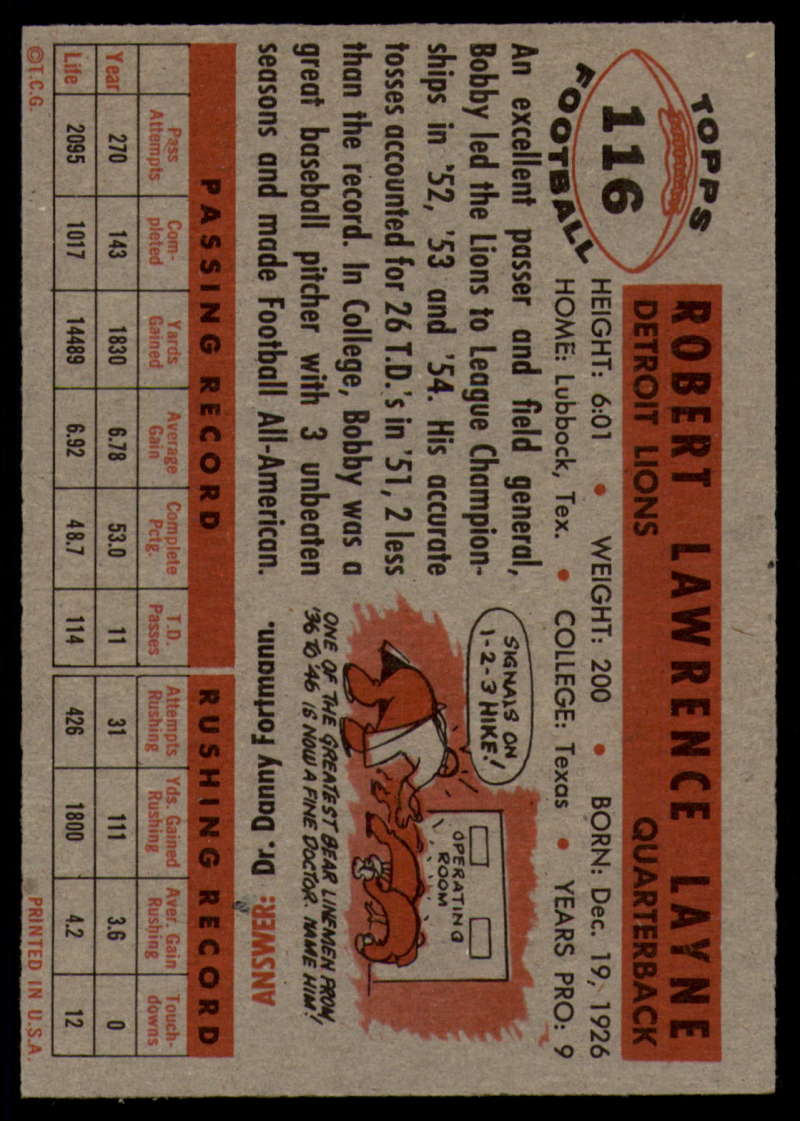 TOPPS
116
FOOTBALL
ROBERT LAWRENCE LAYNE
DETROIT LIONS QUARTERBACK
HEIGHT: 6:01 • WEIGHT: 200 • BORN: Dec. 19, 1926
HOME: Lubbock, Tex. • COLLEGE: Texas • YEARS PRO: 9
An excellent passer and field general,
Bobby led the Lions to League Champion-
ships in '52, '53 and '54. His accurate
tosses accounted for 26 T.D.'s in '51, 2 less
than the record. In College, Bobby was a
great baseball pitcher with 3 unbeaten
seasons and made Football All-American.
SIGNALS ON
1-2-3 HIKE!
OPERATING
ROOM
ONE OF THE GREATEST BEAR LINEMEN FROM
'36 TO '46 IS NOW A FINE DOCTOR. NAME HIM!
ANSWER: Dr. Danny Fortmann.
PASSING RECORD RUSHING RECORD
Pass Attempts Com-pleted Yards Gained Average Gain Complete Pctg. T.D. Passes Attempts Rushing Yds. Gained Rushing Aver. Gain Rushing Touch-downs
Year 270 143 1830 6.78 53.0 11 31 111 3.6 0
Life 2095 1017 14489 6.92 48.7 114 426 1800 4.2 12
©T.C.G. PRINTED IN U.S.A.